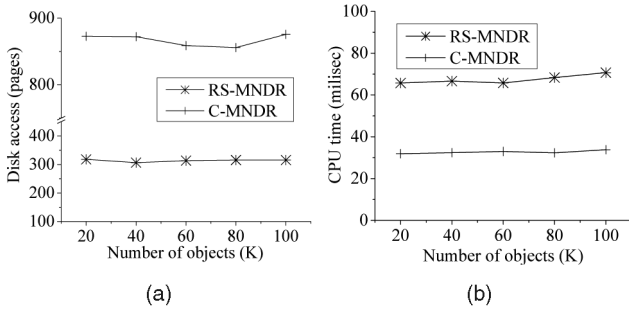 Disk access (pages)
900
800
400
300
200
100
RS-MNDR
C-MNDR
20 40 60 80 100
Number of objects (K)
(a)
CPU time (milisec)
100
80
60
40
20
0
RS-MNDR
C-MNDR
20 40 60 80 100
Number of objects (K)
(b)